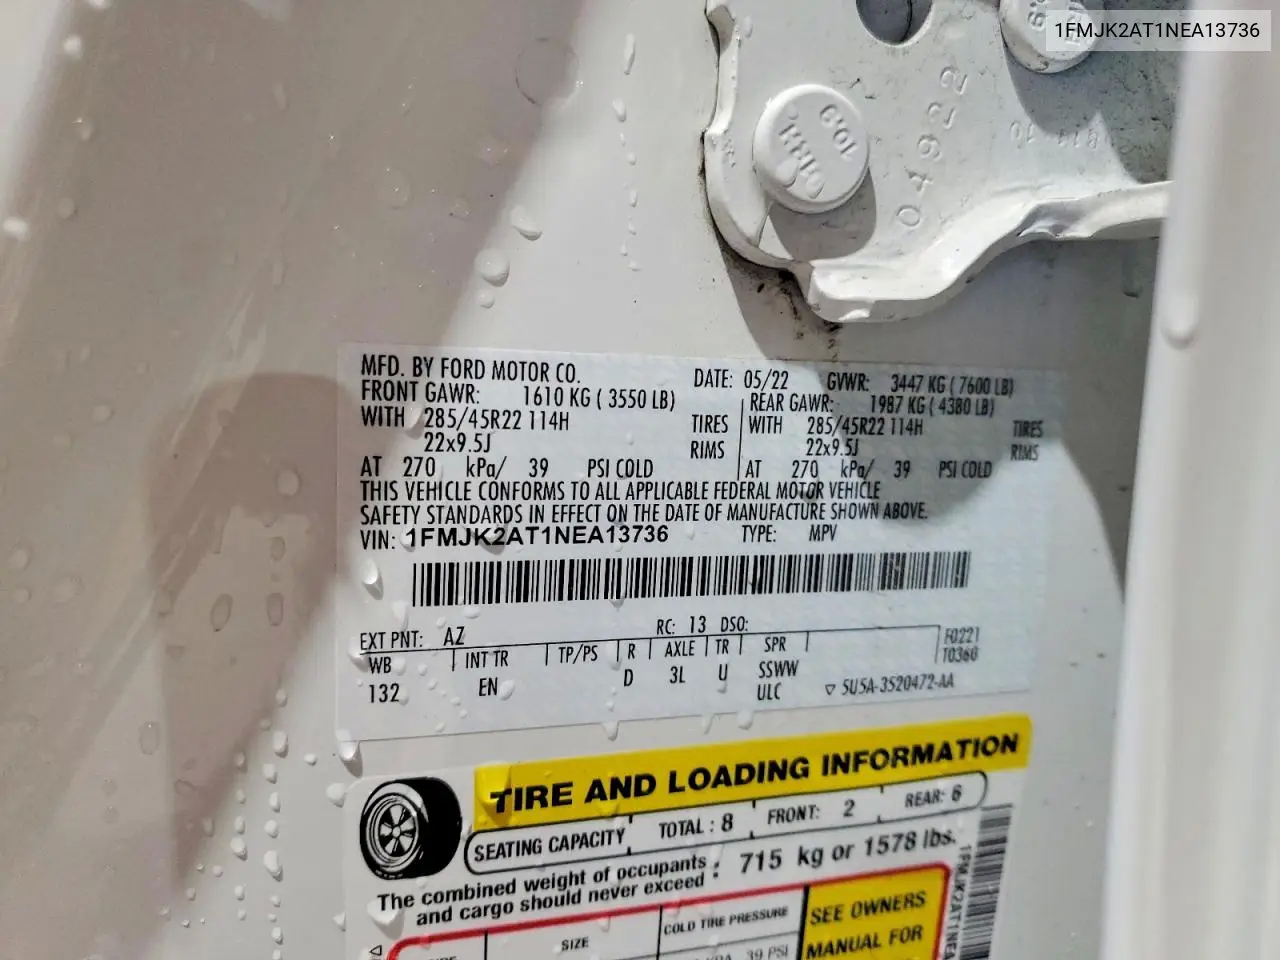 1FMJK2AT1NEA13736
10.9
04922
MFD. BY FORD MOTOR CO.
DATE: 05/22 GVWR: 3447 KG ( 7600 LB)
FRONT GAWR: 1610 KG ( 3550 LB)
REAR GAWR: 1987 KG ( 4380 LB)
WITH 285/45R22 114H TIRES
WITH 285/45R22 114H TIRES
22x9.5J RIMS
22x9.5J RIMS
AT 270 kPa/ 39 PSI COLD
AT 270 kPa/ 39 PSI COLD
THIS VEHICLE CONFORMS TO ALL APPLICABLE FEDERAL MOTOR VEHICLE
SAFETY STANDARDS IN EFFECT ON THE DATE OF MANUFACTURE SHOWN ABOVE.
VIN: 1FMJK2AT1NEA13736 TYPE: MPV
EXT PNT: AZ RC: 13 DSO:
WB INT TR TP/PS R AXLE TR SPR
F0221
T0360
132 EN D 3L U SSWW
ULC ▽ 5U5A-3520472-AA
TIRE AND LOADING INFORMATION
SEATING CAPACITY TOTAL : 8 FRONT: 2 REAR: 6
The combined weight of occupants
and cargo should never exceed : 715 kg or 1578 lbs.
SIZE
COLD TIRE PRESSURE
39 PSI
SEE OWNERS
MANUAL FOR
1FMJK2AT1NEA